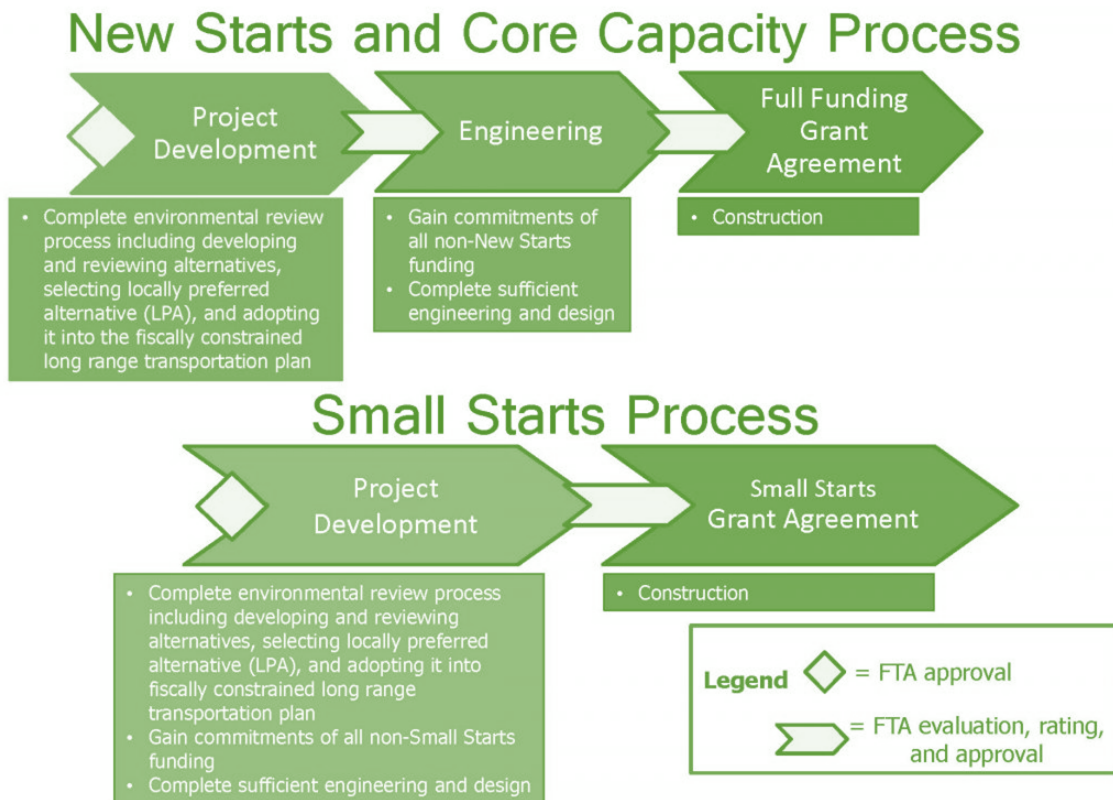 New Starts and Core Capacity Process
Project
Development
Engineering
Full Funding
Grant
Agreement
• Complete environmental review
process including developing
and reviewing alternatives,
selecting locally preferred
alternative (LPA), and adopting
it into the fiscally constrained
long range transportation plan
• Gain commitments of
all non-New Starts
funding
• Complete sufficient
engineering and design
• Construction
Small Starts Process
Project
Development
Small Starts
Grant Agreement
• Complete environmental review process
including developing and reviewing
alternatives, selecting locally preferred
alternative (LPA), and adopting it into
fiscally constrained long range
transportation plan
• Gain commitments of all non-Small Starts
funding
• Complete sufficient engineering and design
• Construction
Legend
= FTA approval
= FTA evaluation, rating,
and approval